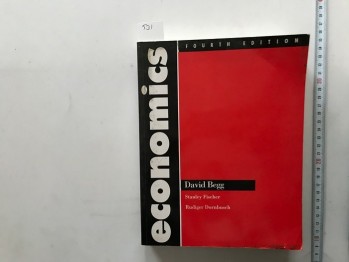 FOURTH EDITION
economics
David Begg
Stanley Fischer
Rudiger Dornbusch